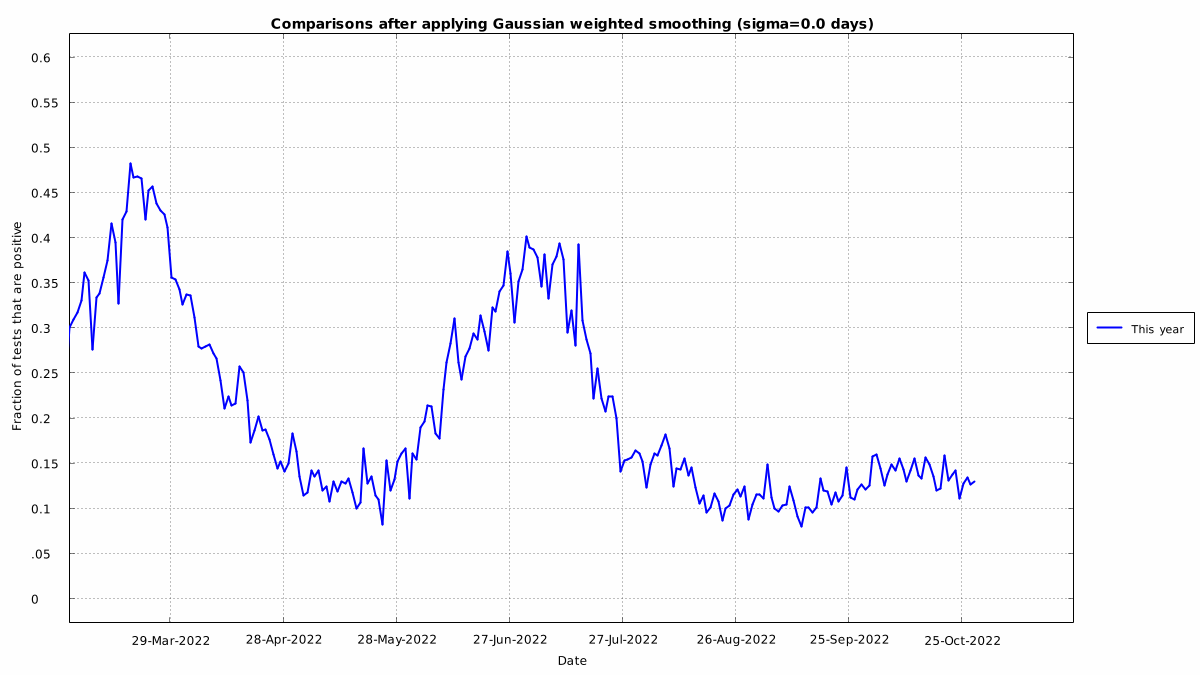 Comparisons after applying Gaussian weighted smoothing (sigma=0.0 days)
0.6
0.55
0.5
0.45
0.4
0.35
0.3
0.25
0.2
0.15
0.1
.05
0
Fraction of tests that are positive
This year
29-Mar-2022 28-Apr-2022 28-May-2022 27-Jun-2022 27-Jul-2022 26-Aug-2022 25-Sep-2022 25-Oct-2022
Date